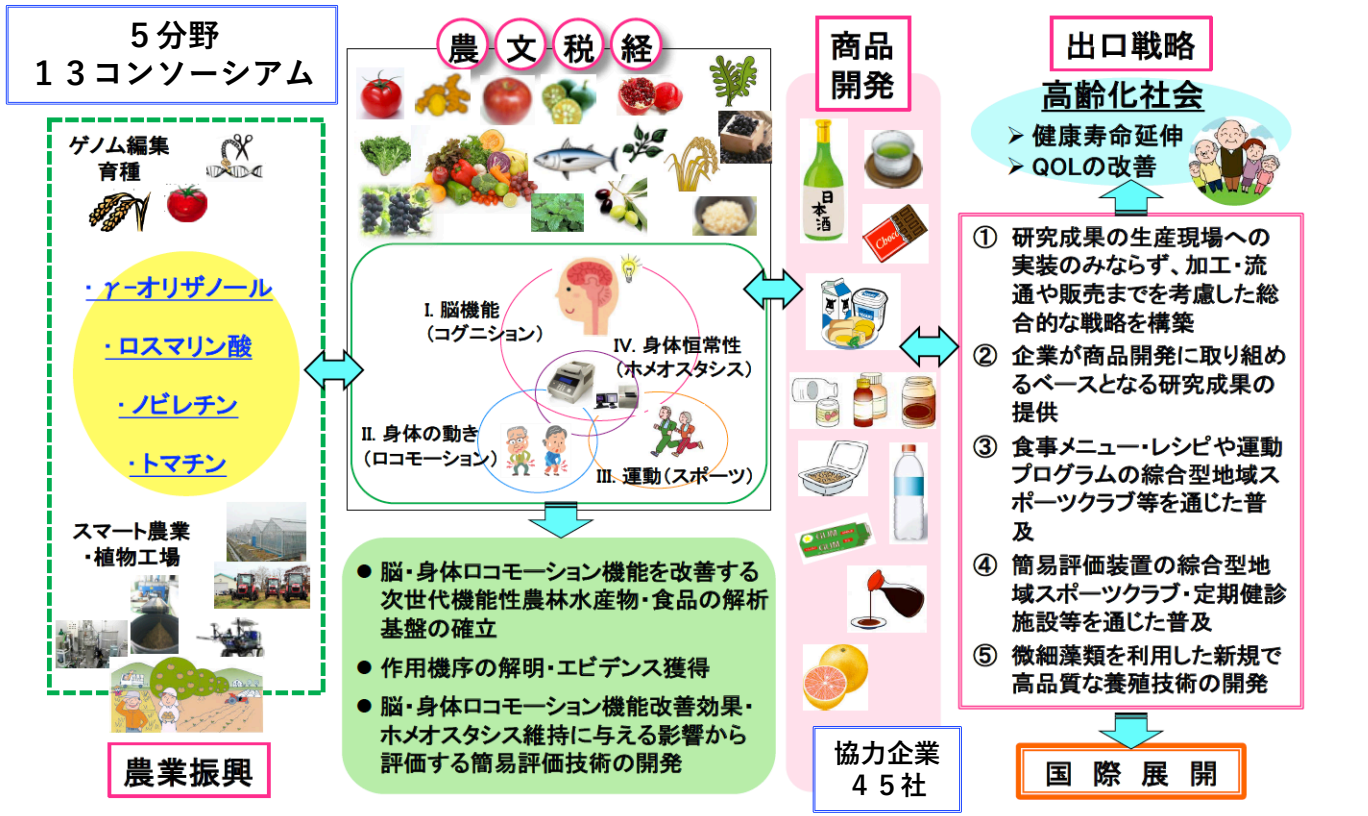 5分野
13コンソーシアム
ゲノム編集
育種
・γ-オリザノール
・ロスマリン酸
・ノビレチン
・トマチン
スマート農業
・植物工場
農業振興
農文税経
Ⅰ. 脳機能
(コグニション)
Ⅳ. 身体恒常性
(ホメオスタシス)
Ⅱ. 身体の動き
(ロコモーション)
Ⅲ. 運動(スポーツ)
● 脳・身体ロコモーション機能を改善する
次世代機能性農林水産物・食品の解析
基盤の確立
● 作用機序の解明・エビデンス獲得
● 脳・身体ロコモーション機能改善効果・
ホメオスタシス維持に与える影響から
評価する簡易評価技術の開発
商品
開発
日本酒
Choco
協力企業
45社
出口戦略
高齢化社会
➢ 健康寿命延伸
➢ QOLの改善
① 研究成果の生産現場への
実装のみならず、加工・流
通や販売までを考慮した総
合的な戦略を構築
② 企業が商品開発に取り組め
るベースとなる研究成果の
提供
③ 食事メニュー・レシピや運動
プログラムの綜合型地域ス
ポーツクラブ等を通じた普
及
④ 簡易評価装置の綜合型地
域スポーツクラブ・定期健診
施設等を通じた普及
⑤ 微細藻類を利用した新規で
高品質な養殖技術の開発
国際展開